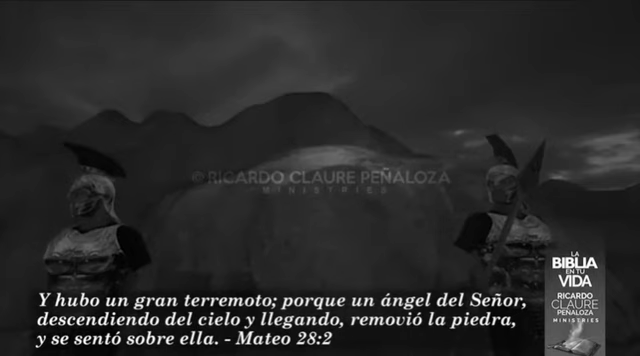 © RICARDO CLAURE PEÑALOZA
MINISTRIES
LA
BIBLIA
EN TU
VIDA
RICARDO
CLAURE
PEÑALOZA
MINISTRIES
Y hubo un gran terremoto; porque un ángel del Señor,
descendiendo del cielo y llegando, removió la piedra,
y se sentó sobre ella. - Mateo 28:2